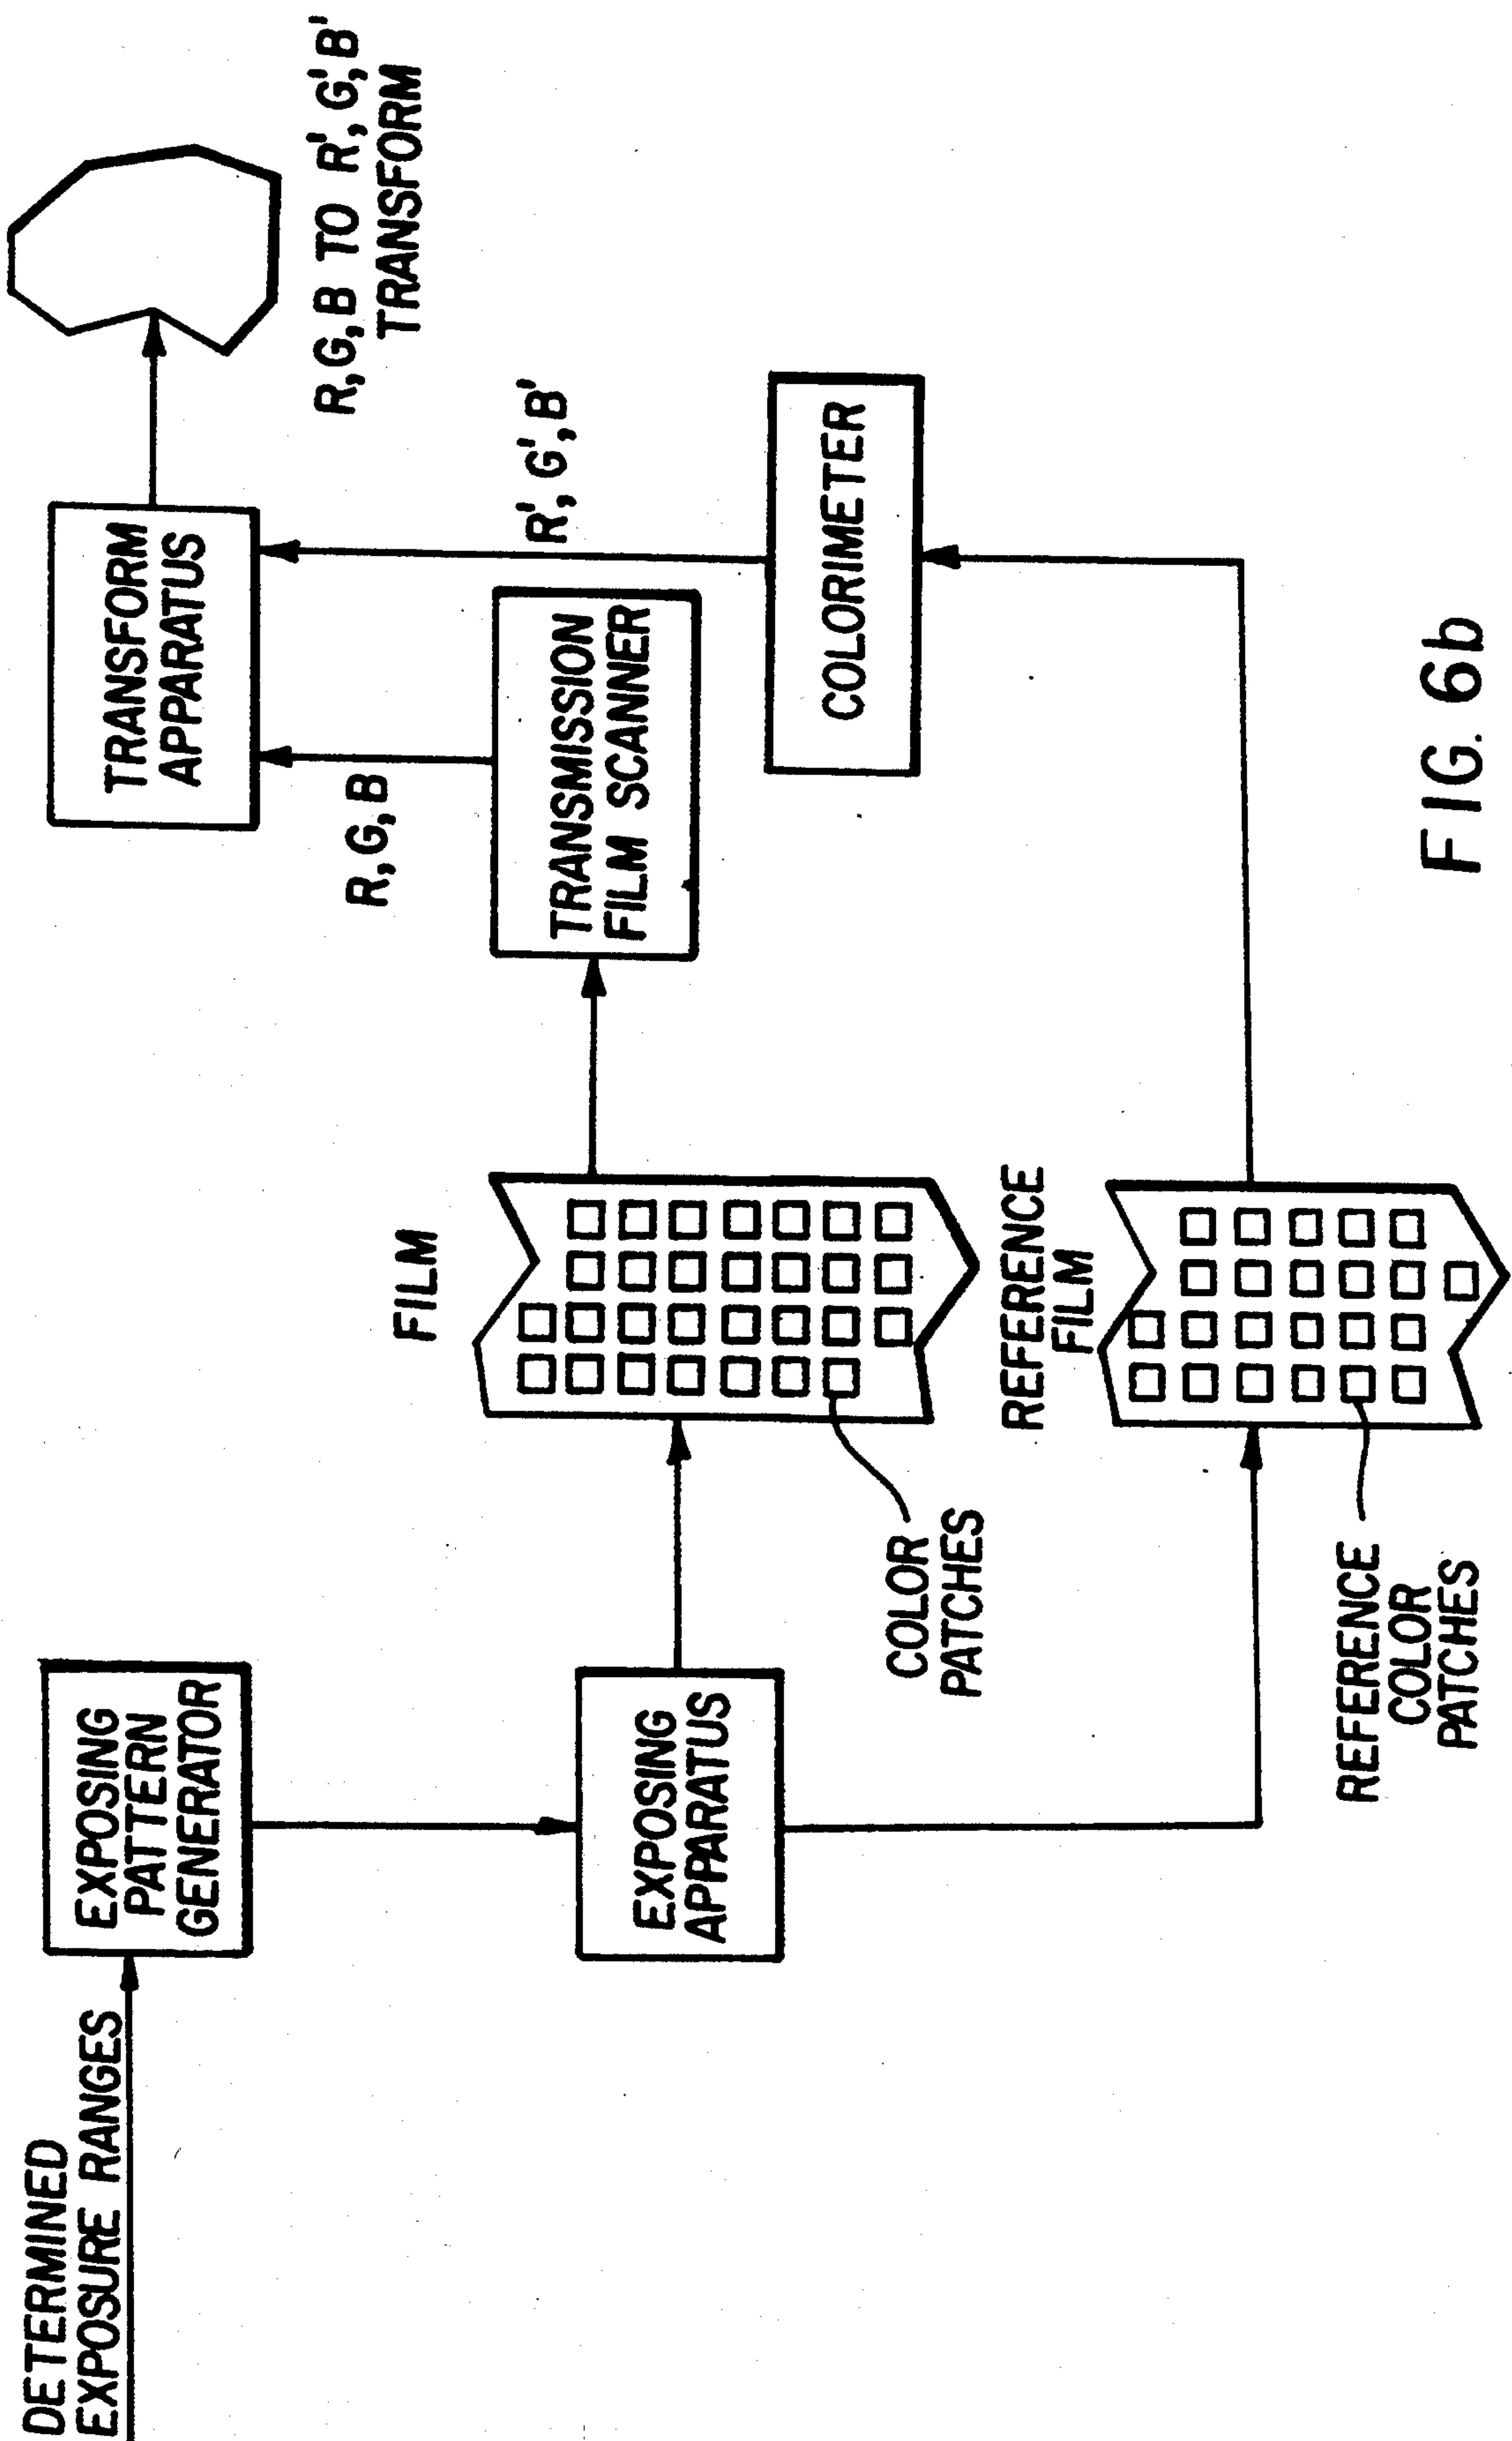 DETERMINED
EXPOSURE RANGES
EXPOSING
PATTERN
GENERATOR
EXPOSING
APPARATUS
COLOR
PATCHES
REFERENCE
COLOR
PATCHES
FILM
REFERENCE
FILM
TRANSMISSION
FILM SCANNER
R,G,B
COLORIMETER
R',G',B'
TRANSFORM
APPARATUS
R,G,B TO R',G',B'
TRANSFORM
FIG. 6b